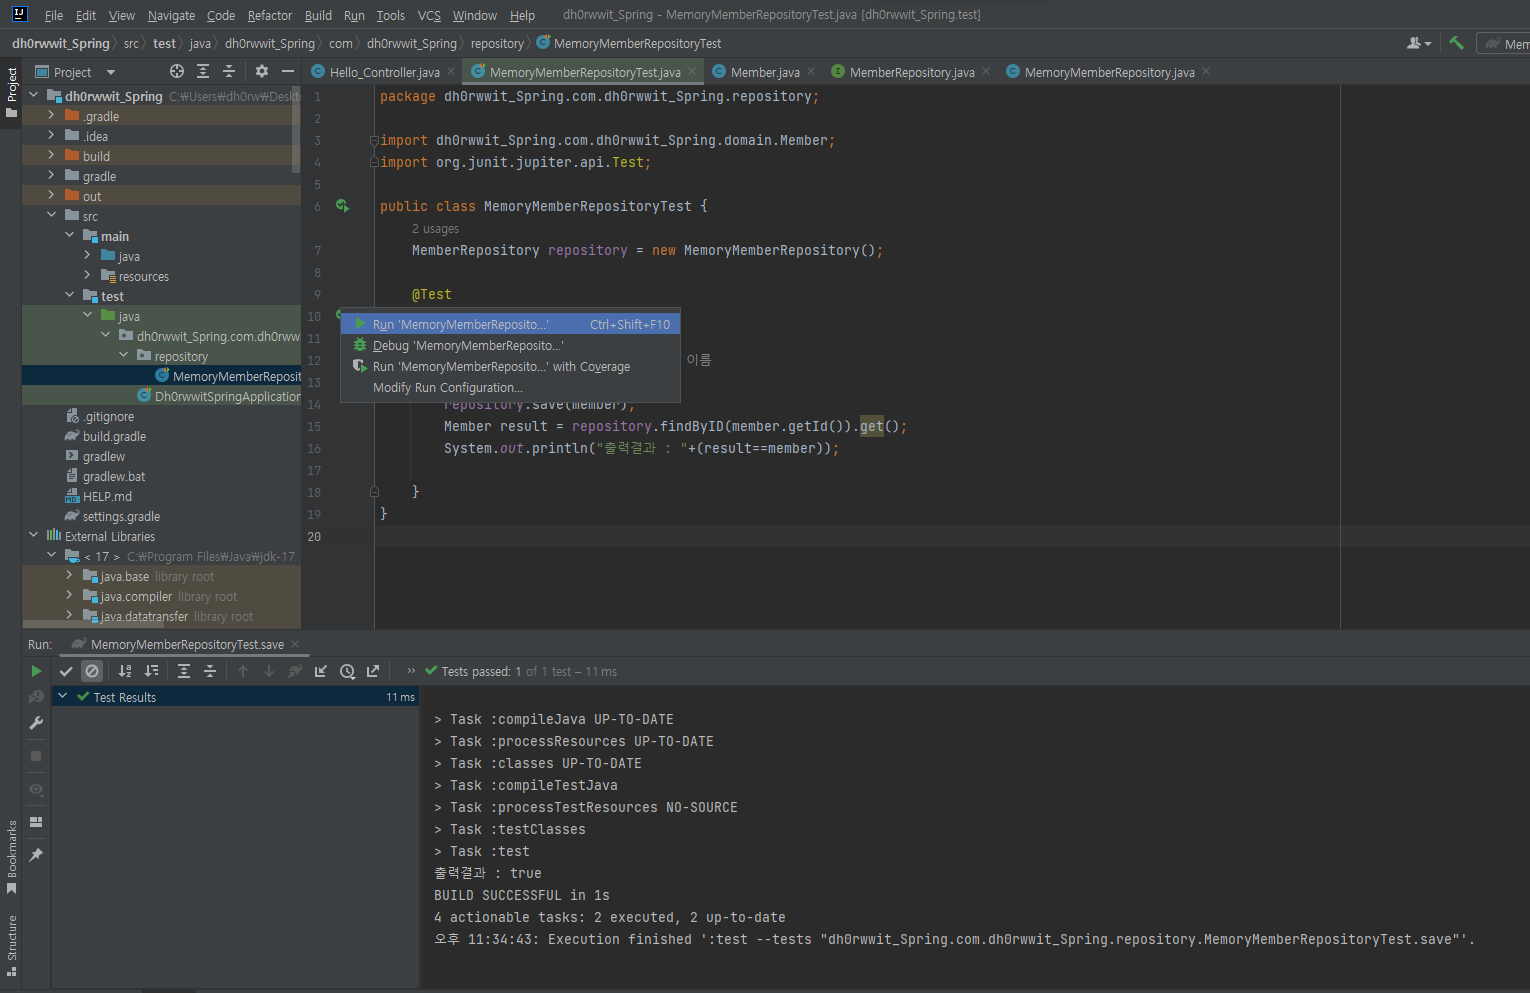 File Edit View Navigate Code Refactor Build Run Tools VCS Window Help dh0rwwit_Spring - MemoryMemberRepositoryTest.java [dh0rwwit_Spring.test]
dh0rwwit_Spring src test java dh0rwwit_Spring com dh0rwwit_Spring repository MemoryMemberRepositoryTest
Mem
Project
Project
Hello_Controller.java MemoryMemberRepositoryTest.java Member.java MemberRepository.java MemoryMemberRepository.java
dh0rwwit_Spring C:₩Users₩dh0rw₩Deskt
.gradle
.idea
build
gradle
out
src
main
java
resources
test
java
dh0rwwit_Spring.com.dh0rww
repository
MemoryMemberReposit
Dh0rwwitSpringApplication
.gitignore
build.gradle
gradlew
gradlew.bat
HELP.md
settings.gradle
External Libraries
< 17 > C:₩Program Files₩Java₩jdk-17
java.base library root
java.compiler library root
java.datatransfer library root
1 package dh0rwwit_Spring.com.dh0rwwit_Spring.repository;
2
3 import dh0rwwit_Spring.com.dh0rwwit_Spring.domain.Member;
4 import org.junit.jupiter.api.Test;
5
6 public class MemoryMemberRepositoryTest {
2 usages
7 MemberRepository repository = new MemoryMemberRepository();
8
9 @Test
10
11
12 이름
13
14 repository.save(member);
15 Member result = repository.findByID(member.getId()).get();
16 System.out.println("출력결과 : "+(result==member));
17
18 }
19 }
20
Run 'MemoryMemberReposito...' Ctrl+Shift+F10
Debug 'MemoryMemberReposito...'
Run 'MemoryMemberReposito...' with Coverage
Modify Run Configuration...
Run: MemoryMemberRepositoryTest.save
Tests passed: 1 of 1 test – 11 ms
Test Results 11 ms
> Task :compileJava UP-TO-DATE
> Task :processResources UP-TO-DATE
> Task :classes UP-TO-DATE
> Task :compileTestJava
> Task :processTestResources NO-SOURCE
> Task :testClasses
> Task :test
출력결과 : true
BUILD SUCCESSFUL in 1s
4 actionable tasks: 2 executed, 2 up-to-date
오후 11:34:43: Execution finished ':test --tests "dh0rwwit_Spring.com.dh0rwwit_Spring.repository.MemoryMemberRepositoryTest.save"'.
Bookmarks
Structure